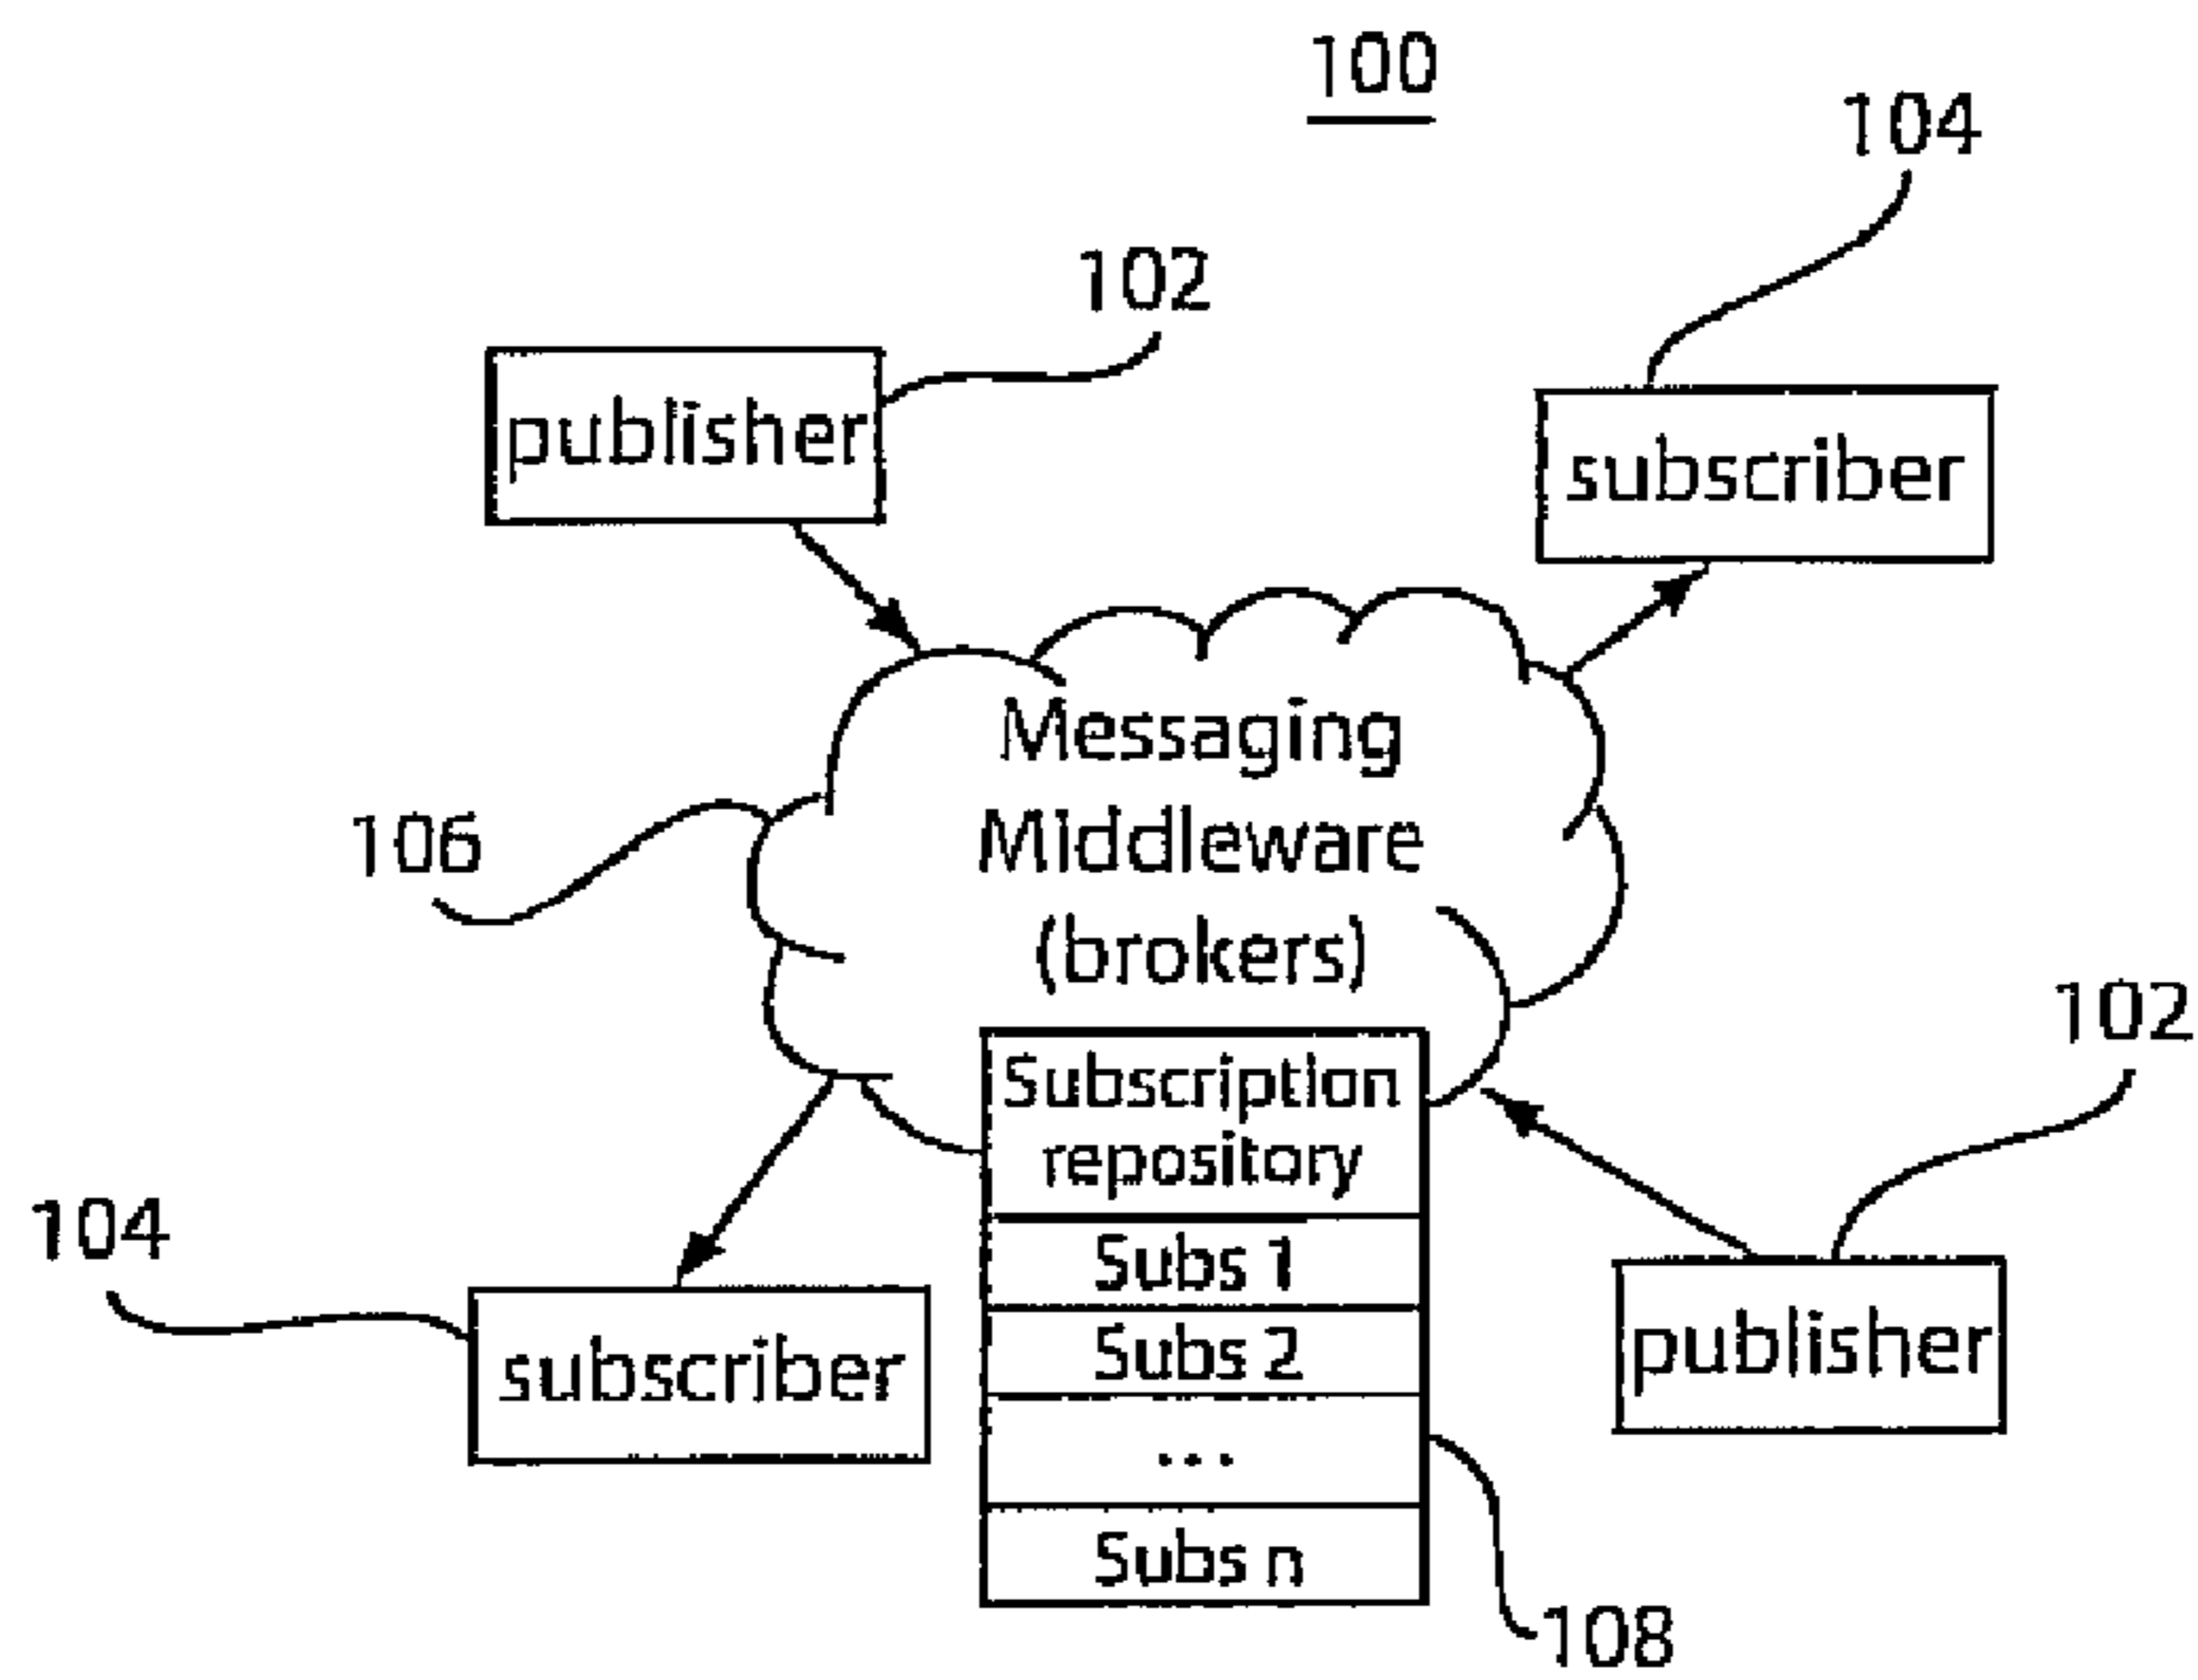 100
104
102
publisher
subscriber
Messaging
Middleware
(brokers)
106
102
Subscription
repository
104
Subs 1
subscriber
Subs 2
publisher
...
Subs n
108